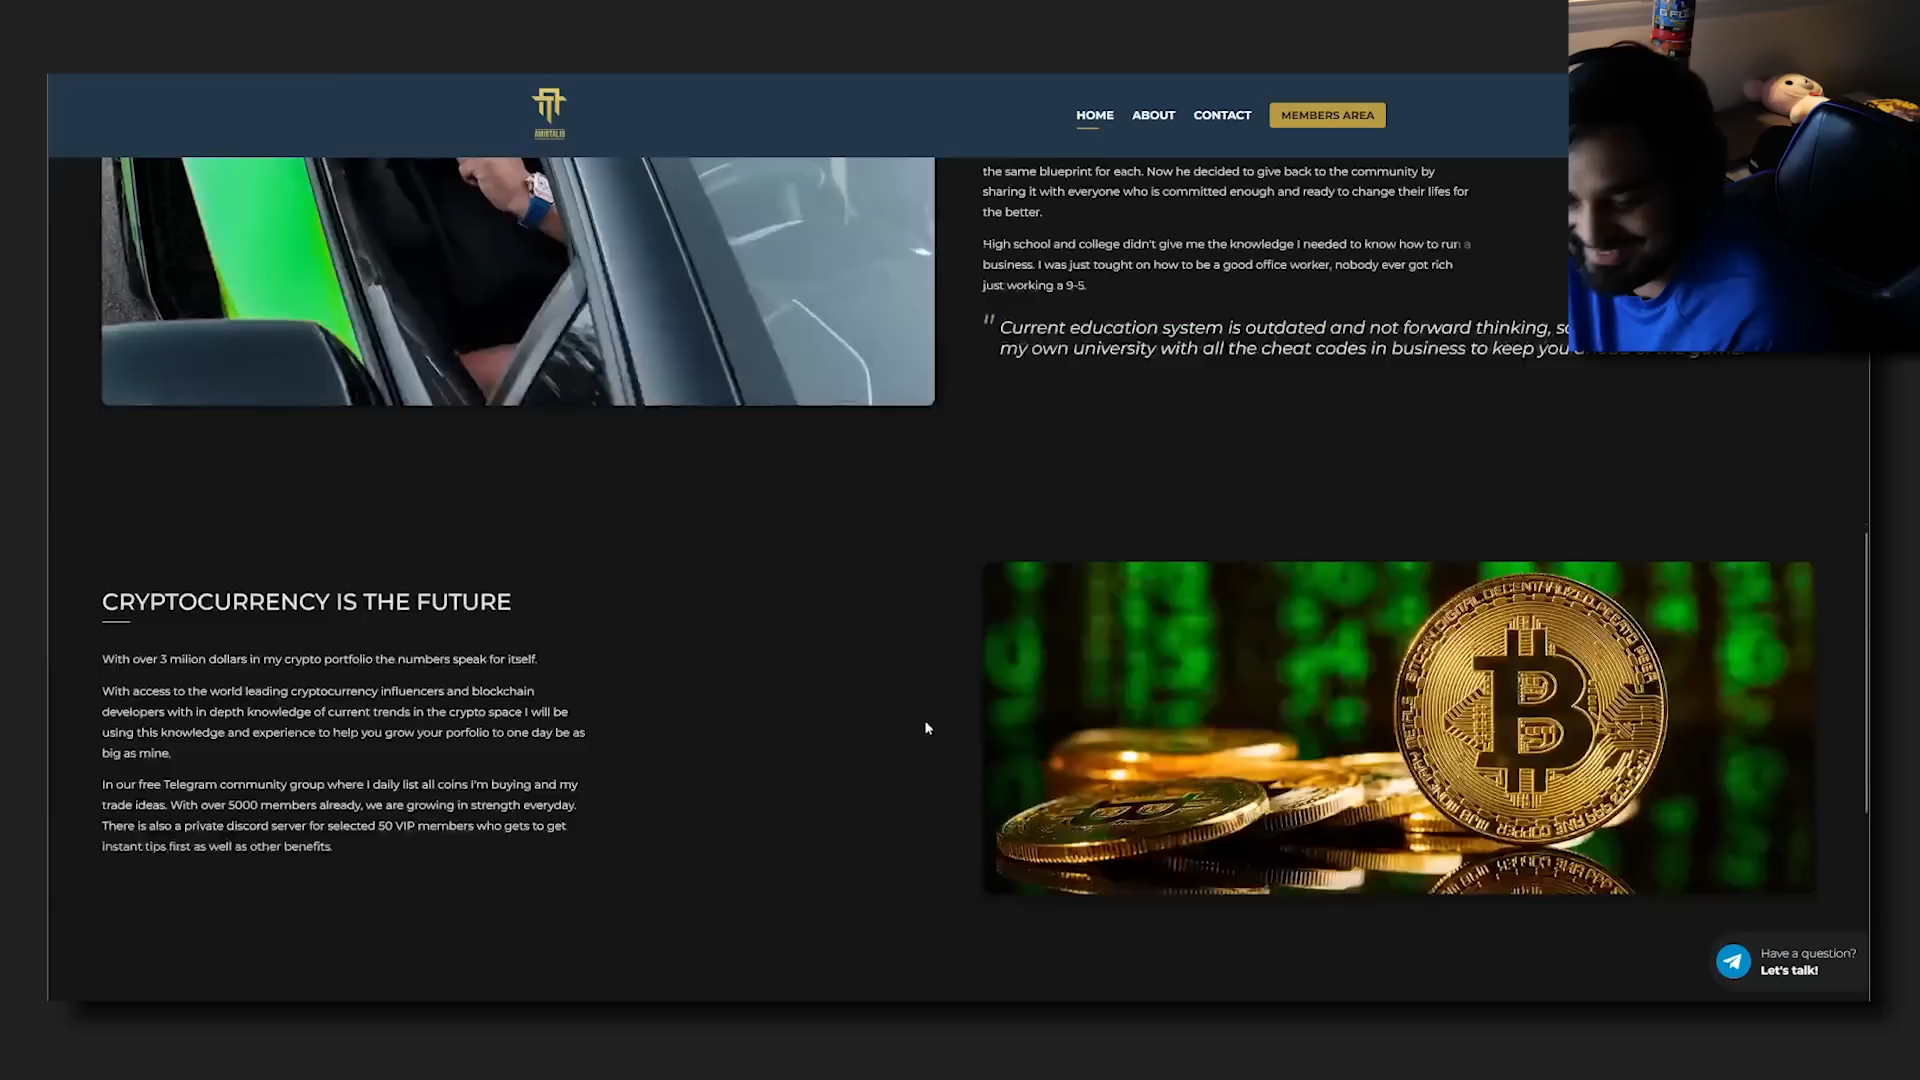 AMIOTALIO
HOME ABOUT CONTACT MEMBERS AREA
the same blueprint for each. Now he decided to give back to the community by
sharing it with everyone who is committed enough and ready to change their lifes for
the better.
High school and college didn't give me the knowledge I needed to know how to run a
business. I was just tought on how to be a good office worker, nobody ever got rich
just working a 9-5.
" Current education system is outdated and not forward thinking, so
my own university with all the cheat codes in business to keep you ahead of the game.
CRYPTOCURRENCY IS THE FUTURE
With over 3 milion dollars in my crypto portfolio the numbers speak for itself.
With access to the world leading cryptocurrency influencers and blockchain
developers with in depth knowledge of current trends in the crypto space I will be
using this knowledge and experience to help you grow your porfolio to one day be as
big as mine.
In our free Telegram community group where I daily list all coins I'm buying and my
trade ideas. With over 5000 members already, we are growing in strength everyday.
There is also a private discord server for selected 50 VIP members who gets to get
instant tips first as well as other benefits.
BITCOIN DIGITAL DECENTRALIZED PEER TO PEER
Have a question?
Let's talk!